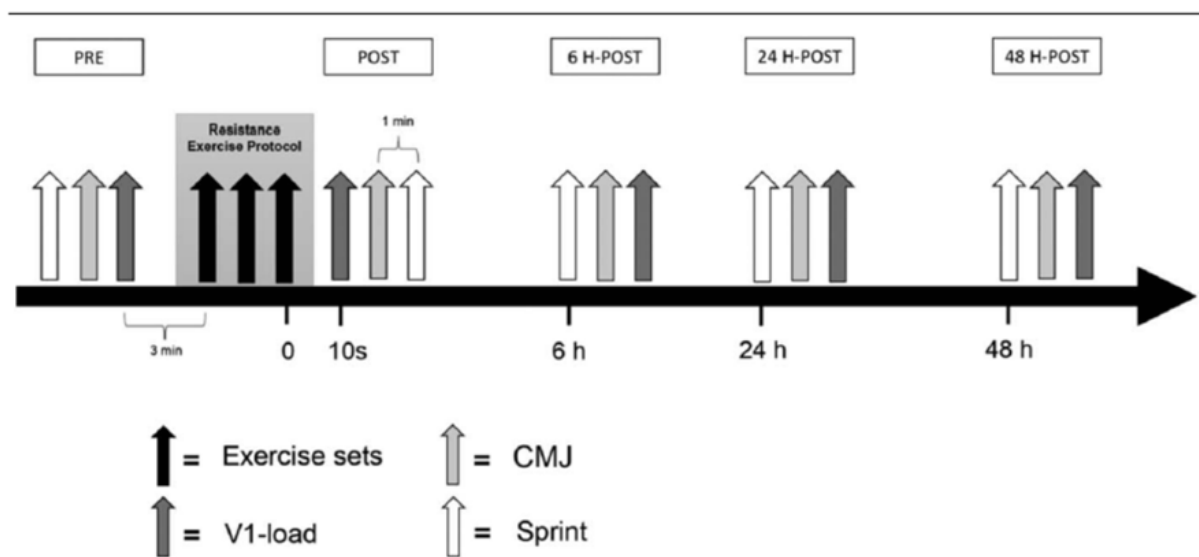 PRE
POST
6 H-POST
24 H-POST
48 H-POST
Resistance
Exercise Protocol
1 min
3 min
0
10s
6 h
24 h
48 h
= Exercise sets
= CMJ
= V1-load
= Sprint